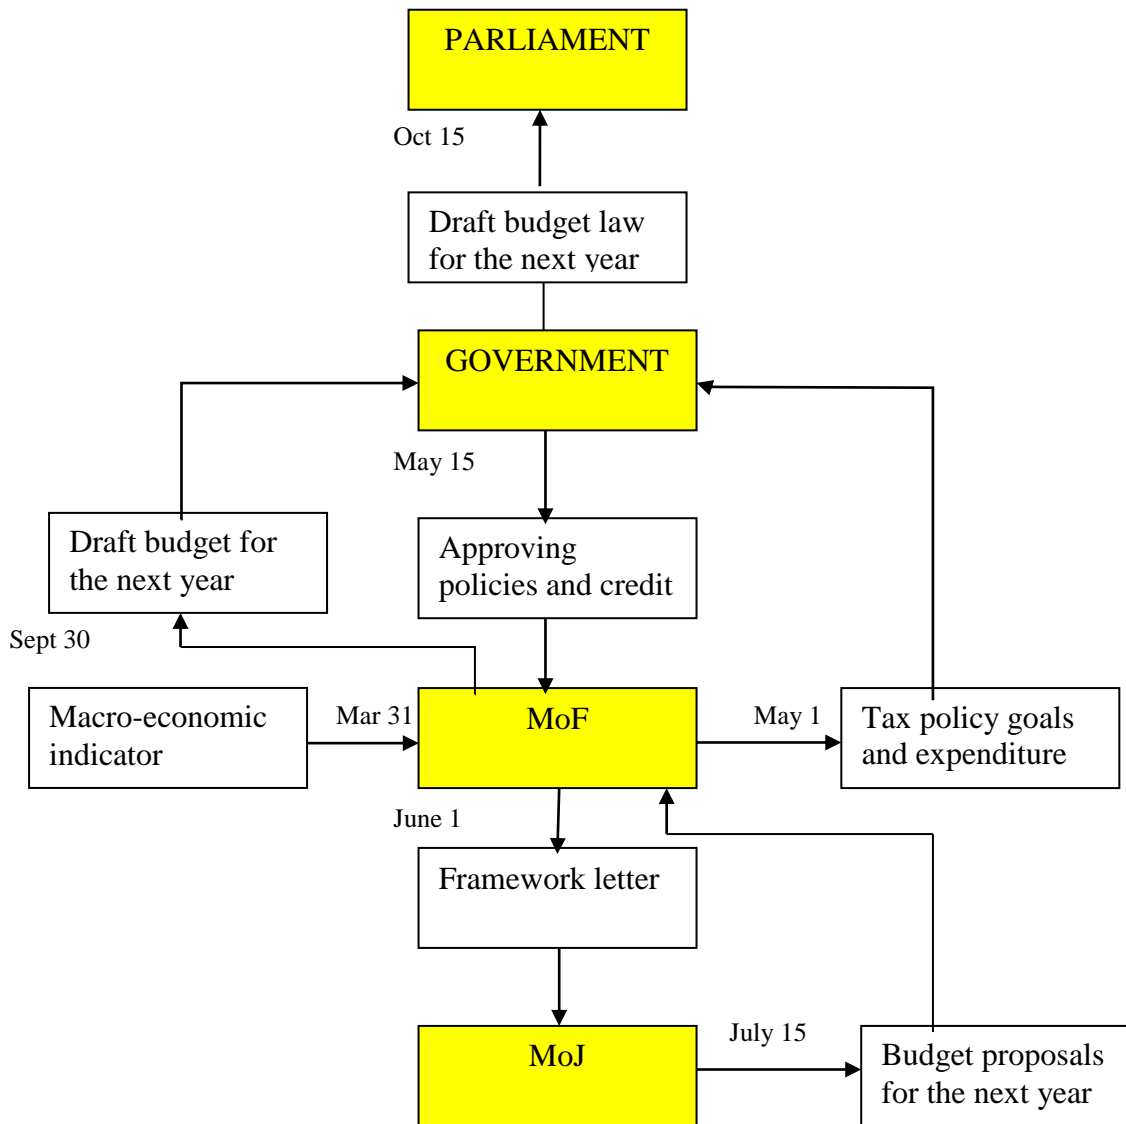 PARLIAMENT
Oct 15
Draft budget law
for the next year
GOVERNMENT
May 15
Draft budget for
the next year
Approving
policies and credit
Sept 30
Macro-economic
indicator
Mar 31
MoF
May 1
Tax policy goals
and expenditure
June 1
Framework letter
MoJ
July 15
Budget proposals
for the next year